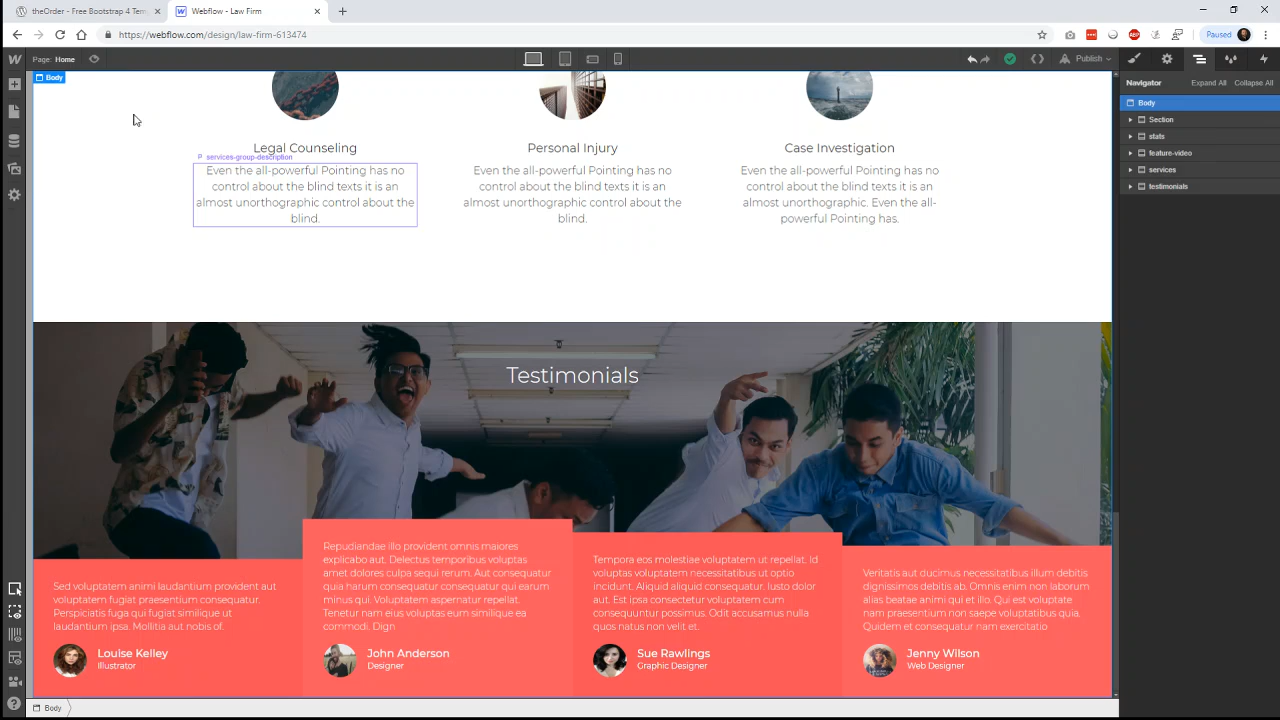 theOrder - Free Bootstrap 4 Tem
Webflow - Law Firm
https://webflow.com/design/law-firm-613474
Paused
Page: Home
Publish
Body
Navigator
Expand All
Collapse All
Body
Section
stats
feature-video
services
testimonials
Legal Counseling
Personal Injury
Case Investigation
services-group-description
Even the all-powerful Pointing has no
control about the blind texts it is an
almost unorthographic control about the
blind.
Even the all-powerful Pointing has no
control about the blind texts it is an
almost unorthographic control about the
blind.
Even the all-powerful Pointing has no
control about the blind texts it is an
almost unorthographic. Even the all-
powerful Pointing has.
Testimonials
Sed voluptatem animi laudantium provident aut
voluptatem fugiat praesentium consequatur.
Perspiciatis fuga qui fugiat similique ut
laudantium ipsa. Mollitia aut nobis of.
Louise Kelley
Illustrator
Repudiandae illo provident omnis maiores
explicabo aut. Delectus temporibus voluptas
amet dolores culpa sequi rerum. Aut consequatur
quia harum consequatur voluptatem qui earum
minus qui. Voluptatem aspernatur repellat.
Tenetur nam eius voluptas eum similique ea
commodi. Dign
John Anderson
Designer
Tempora eos molestiae voluptatem ut repellat. Id
voluptas voluptatem necessitatibus ut optio
incidunt. Aliquid aliquid consequatur. Iusto dolor
aut. Est ipsa consectetur voluptatem cum
consequuntur possimus. Odit accusamus nulla
quos natus non velit et.
Sue Rawlings
Graphic Designer
Veritatis aut ducimus necessitatibus illum debitis
dignissimos debitis ab. Omnis enim non laborum
alias beatae animi qui et illo. Qui est voluptate
nam praesentium non saepe voluptatibus quia.
Quidem et consequatur nam exercitatio
Jenny Wilson
Web Designer
Body